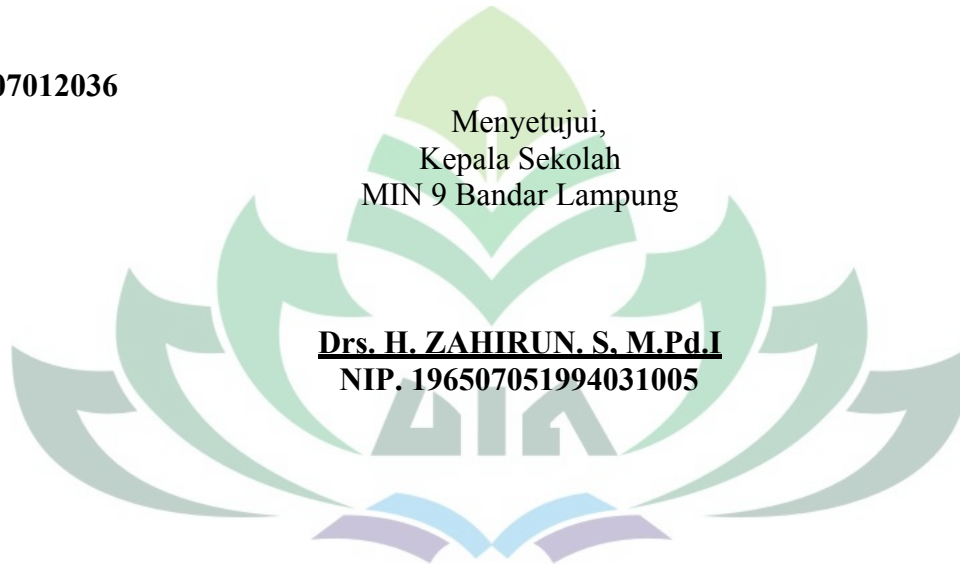 07012036
Menyetujui,
Kepala Sekolah
MIN 9 Bandar Lampung
Drs. H. ZAHIRUN. S, M.Pd.I
NIP. 196507051994031005